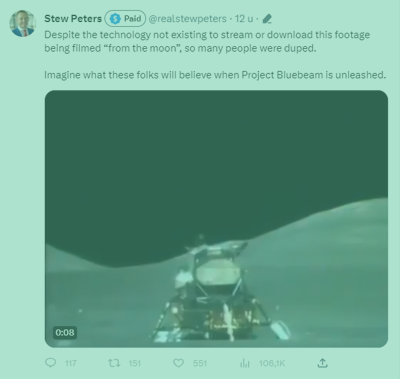 Stew Peters $ Paid @realstewpeters · 12 u ·
Despite the technology not existing to stream or download this footage
being filmed “from the moon”, so many people were duped.
Imagine what these folks will believe when Project Bluebeam is unleashed.
0:08
117 151 551 106,1K